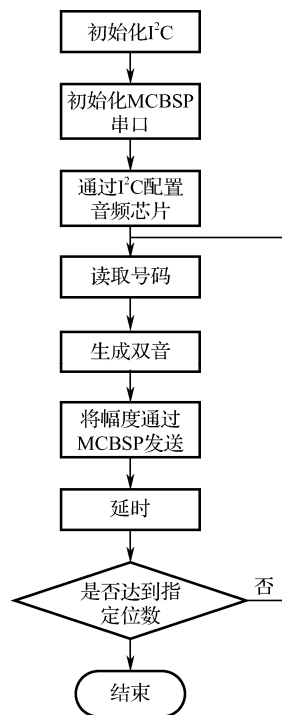 初始化I²C
初始化MCBSP
串口
通过I²C配置
音频芯片
读取号码
生成双音
将幅度通过
MCBSP发送
延时
是否达到指
定位数
否
结束